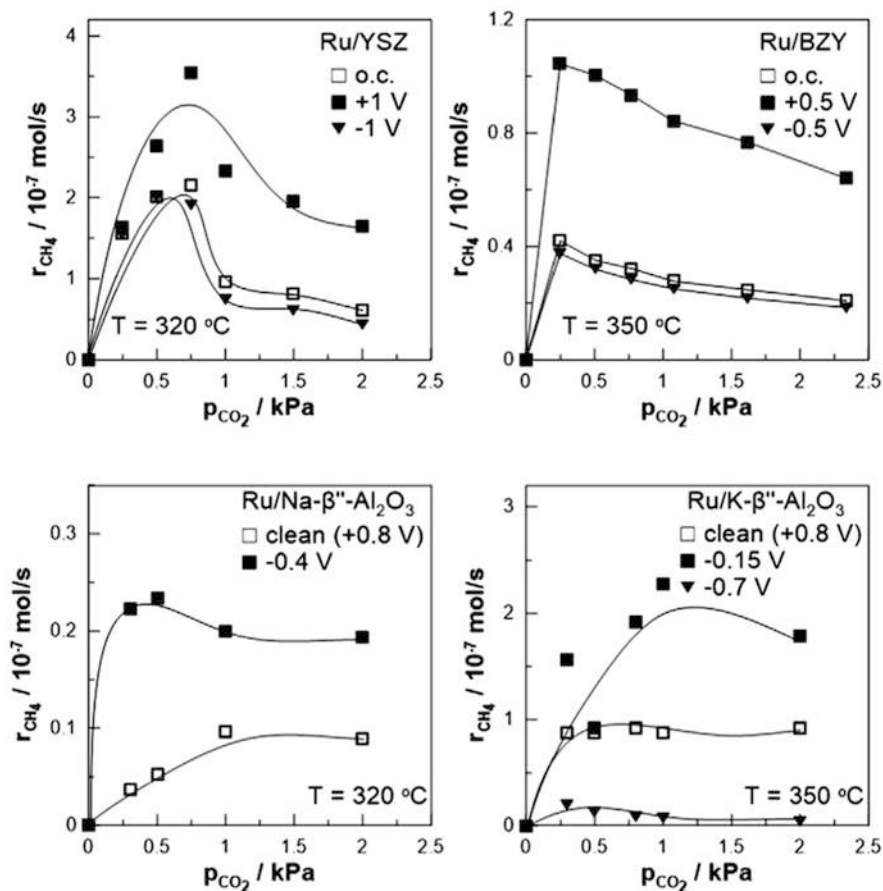 4
3
2
1
0
r_CH₄ / 10⁻⁷ mol/s
Ru/YSZ
□ o.c.
■ +1 V
▼ -1 V
T = 320 °C
0 0.5 1 1.5 2 2.5
p_CO₂ / kPa
1.2
0.8
0.4
0
r_CH₄ / 10⁻⁷ mol/s
Ru/BZY
□ o.c.
■ +0.5 V
▼ -0.5 V
T = 350 °C
0 0.5 1 1.5 2 2.5
p_CO₂ / kPa
0.3
0.2
0.1
0
r_CH₄ / 10⁻⁷ mol/s
Ru/Na-β"-Al₂O₃
□ clean (+0.8 V)
■ -0.4 V
T = 320 °C
0 0.5 1 1.5 2 2.5
p_CO₂ / kPa
3
2
1
0
r_CH₄ / 10⁻⁷ mol/s
Ru/K-β"-Al₂O₃
□ clean (+0.8 V)
■ -0.15 V
▼ -0.7 V
T = 350 °C
0 0.5 1 1.5 2 2.5
p_CO₂ / kPa